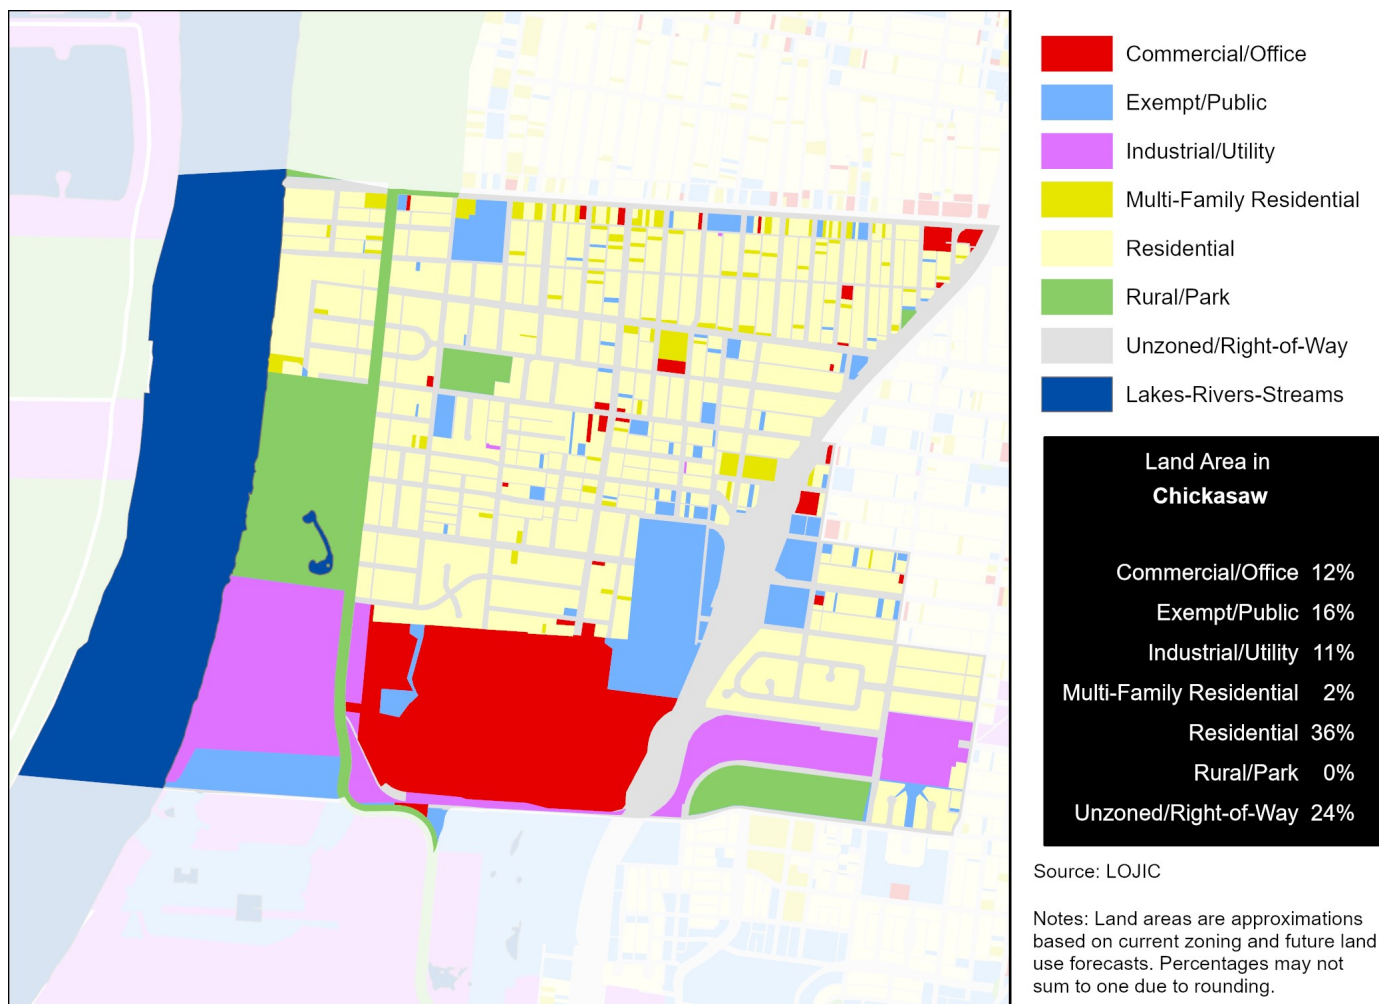 Commercial/Office
Exempt/Public
Industrial/Utility
Multi-Family Residential
Residential
Rural/Park
Unzoned/Right-of-Way
Lakes-Rivers-Streams
Land Area in
Chickasaw
Commercial/Office 12%
Exempt/Public 16%
Industrial/Utility 11%
Multi-Family Residential 2%
Residential 36%
Rural/Park 0%
Unzoned/Right-of-Way 24%
Source: LOJIC
Notes: Land areas are approximations
based on current zoning and future land
use forecasts. Percentages may not
sum to one due to rounding.